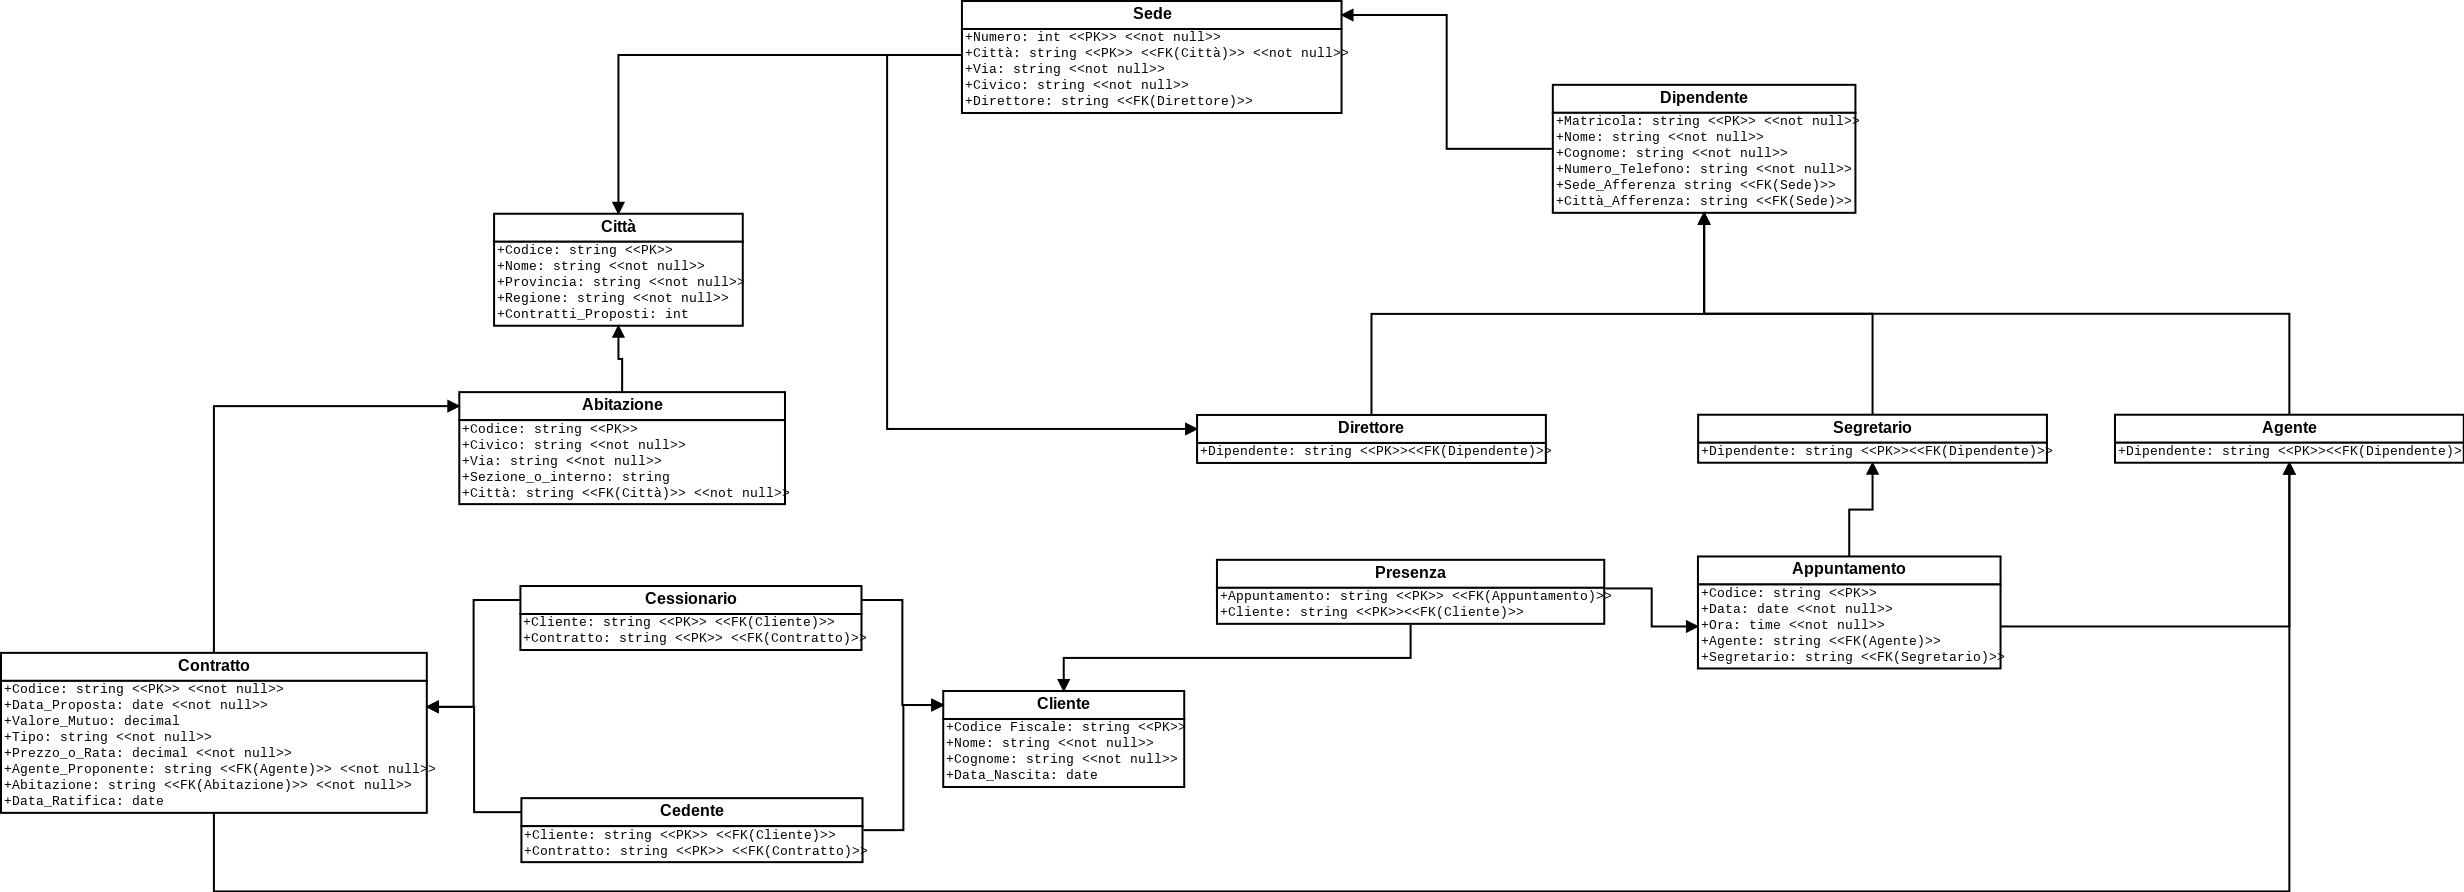 Sede
+Numero: int <<PK>> <<not null>>
+Città: string <<PK>> <<FK(Città)>> <<not null>>
+Via: string <<not null>>
+Civico: string <<not null>>
+Direttore: string <<FK(Direttore)>>
Dipendente
+Matricola: string <<PK>> <<not null>>
+Nome: string <<not null>>
+Cognome: string <<not null>>
+Numero_Telefono: string <<not null>>
+Sede_Afferenza string <<FK(Sede)>>
+Città_Afferenza: string <<FK(Sede)>>
Città
+Codice: string <<PK>>
+Nome: string <<not null>>
+Provincia: string <<not null>>
+Regione: string <<not null>>
+Contratti_Proposti: int
Abitazione
+Codice: string <<PK>>
+Civico: string <<not null>>
+Via: string <<not null>>
+Sezione_o_interno: string
+Città: string <<FK(Città)>> <<not null>>
Direttore
+Dipendente: string <<PK>><<FK(Dipendente)>>
Segretario
+Dipendente: string <<PK>><<FK(Dipendente)>>
Agente
+Dipendente: string <<PK>><<FK(Dipendente)>
Presenza
+Appuntamento: string <<PK>> <<FK(Appuntamento)>>
+Cliente: string <<PK>><<FK(Cliente)>>
Appuntamento
+Codice: string <<PK>>
+Data: date <<not null>>
+Ora: time <<not null>>
+Agente: string <<FK(Agente)>>
+Segretario: string <<FK(Segretario)>>
Cessionario
+Cliente: string <<PK>> <<FK(Cliente)>>
+Contratto: string <<PK>> <<FK(Contratto)>>
Contratto
+Codice: string <<PK>> <<not null>>
+Data_Proposta: date <<not null>>
+Valore_Mutuo: decimal
+Tipo: string <<not null>>
+Prezzo_o_Rata: decimal <<not null>>
+Agente_Proponente: string <<FK(Agente)>> <<not null>>
+Abitazione: string <<FK(Abitazione)>> <<not null>>
+Data_Ratifica: date
Cliente
+Codice Fiscale: string <<PK>>
+Nome: string <<not null>>
+Cognome: string <<not null>>
+Data_Nascita: date
Cedente
+Cliente: string <<PK>> <<FK(Cliente)>>
+Contratto: string <<PK>> <<FK(Contratto)>>